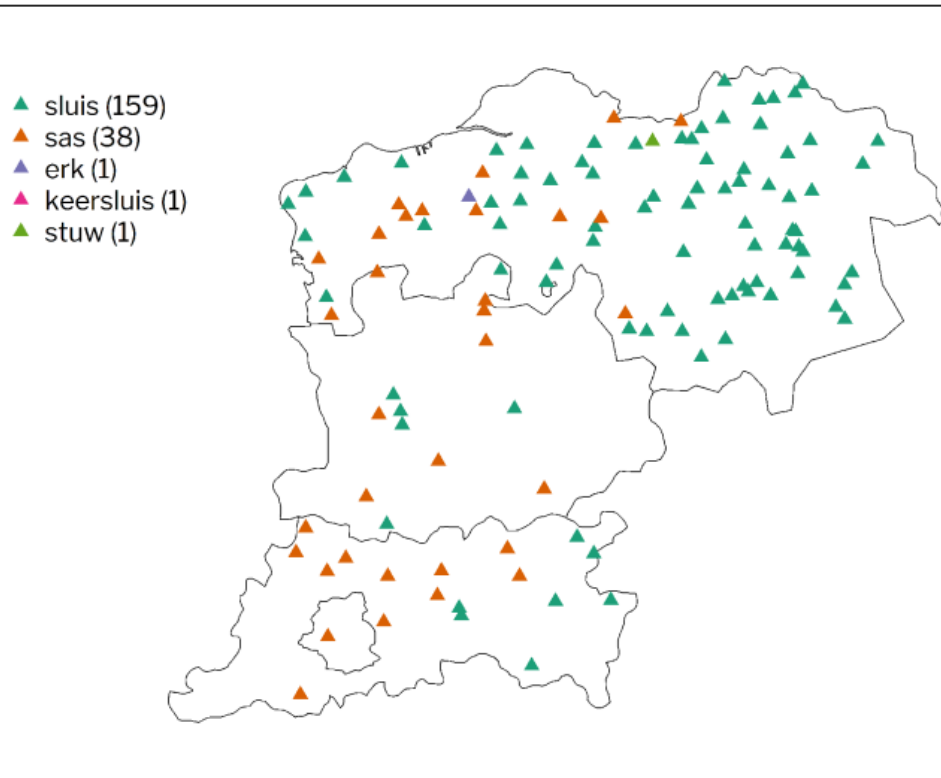 sluis (159)
sas (38)
erk (1)
keersluis (1)
stuw (1)